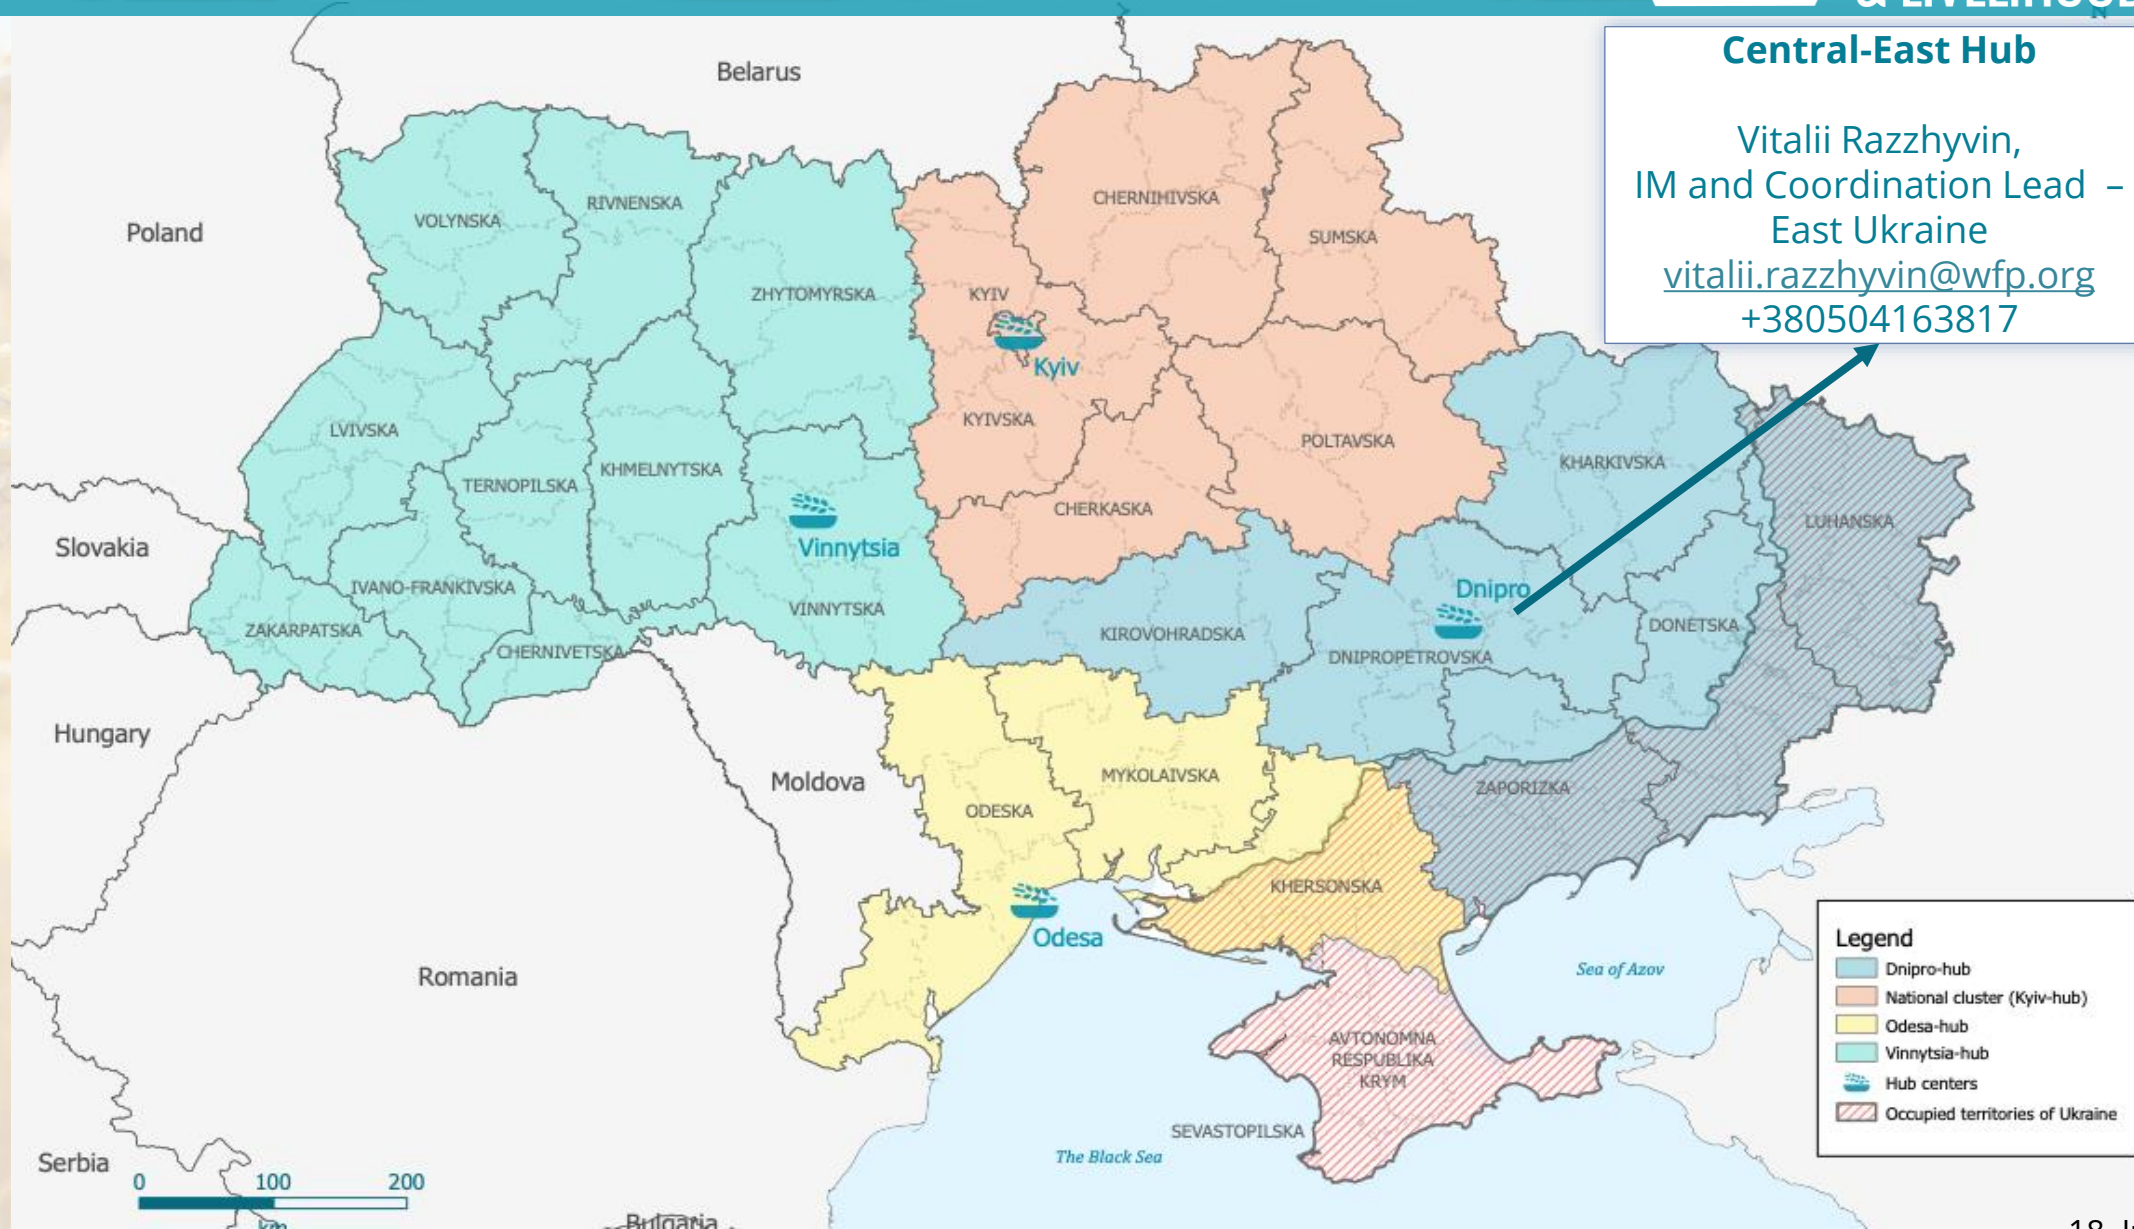 & LIVELIHOOD
N
Central-East Hub
Vitalii Razzhyvin,
IM and Coordination Lead –
East Ukraine
vitalii.razzhyvin@wfp.org
+380504163817
Belarus
Poland
VOLYNSKA
RIVNENSKA
ZHYTOMYRSKA
CHERNIHIVSKA
SUMSKA
KYIV
Kyiv
KYIVSKA
LVIVSKA
TERNOPILSKA
KHMELNYTSKA
POLTAVSKA
KHARKIVSKA
CHERKASKA
LUHANSKA
Slovakia
Vinnytsia
IVANO-FRANKIVSKA
VINNYTSKA
Dnipro
ZAKARPATSKA
CHERNIVETSKA
KIROVOHRADSKA
DNIPROPETROVSKA
DONETSKA
Hungary
Moldova
MYKOLAIVSKA
ODESKA
ZAPORIZKA
KHERSONSKA
Odesa
Romania
Sea of Azov
AVTONOMNA
RESPUBLIKA
KRYM
SEVASTOPILSKA
The Black Sea
Serbia
Bulgaria
0 100 200
km
Legend
Dnipro-hub
National cluster (Kyiv-hub)
Odesa-hub
Vinnytsia-hub
Hub centers
Occupied territories of Ukraine
18